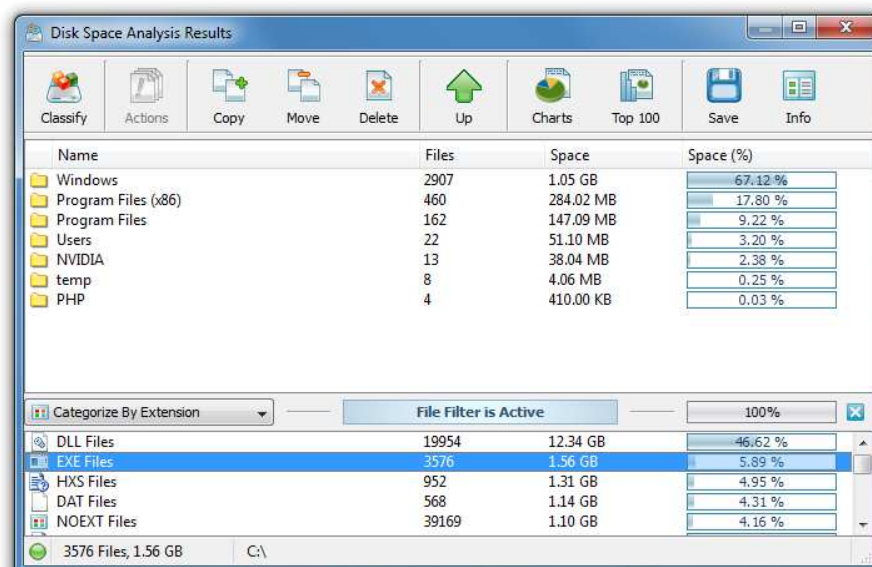 Disk Space Analysis Results
Classify Actions Copy Move Delete Up Charts Top 100 Save Info
Name Files Space Space (%)
Windows 2907 1.05 GB 67.12 %
Program Files (x86) 460 284.02 MB 17.80 %
Program Files 162 147.09 MB 9.22 %
Users 22 51.10 MB 3.20 %
NVIDIA 13 38.04 MB 2.38 %
temp 8 4.06 MB 0.25 %
PHP 4 410.00 KB 0.03 %
Categorize By Extension File Filter is Active 100%
DLL Files 19954 12.34 GB 46.62 %
EXE Files 3576 1.56 GB 5.89 %
HXS Files 952 1.31 GB 4.95 %
DAT Files 568 1.14 GB 4.31 %
NOEXT Files 39169 1.10 GB 4.16 %
3576 Files, 1.56 GB C:\